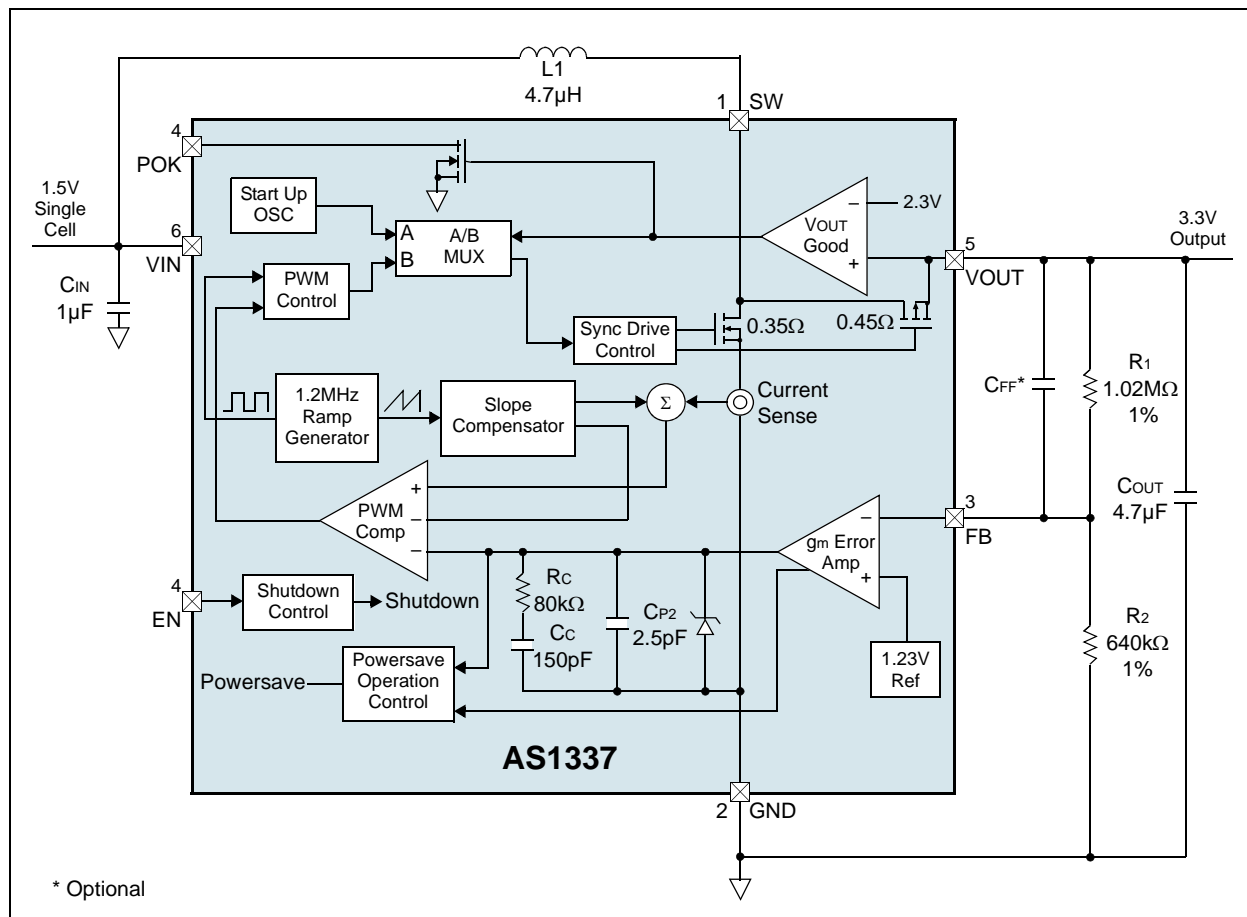 L1
4.7µH
1
SW
4
POK
1.5V
Single
Cell
6
VIN
CIN
1µF
Start Up
OSC
A
B
A/B
MUX
PWM
Control
VOUT
Good
−
+
2.3V
5
VOUT
3.3V
Output
Sync Drive
Control
0.35Ω
0.45Ω
1.2MHz
Ramp
Generator
Slope
Compensator
Σ
Current
Sense
CFF*
R1
1.02MΩ
1%
COUT
4.7µF
PWM
Comp
+
−
−
gm Error
Amp
−
+
3
FB
4
EN
Shutdown
Control
Shutdown
RC
80kΩ
CC
150pF
CP2
2.5pF
1.23V
Ref
R2
640kΩ
1%
Powersave
Powersave
Operation
Control
AS1337
2
GND
* Optional